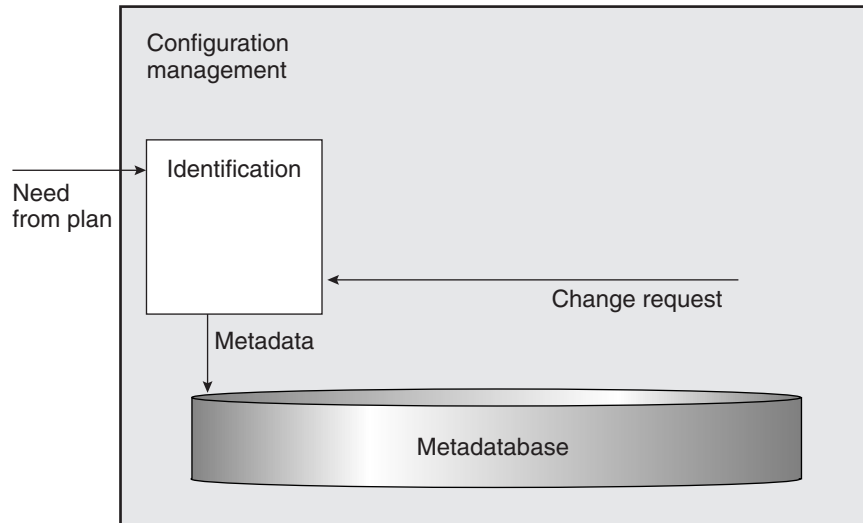 Configuration
management
Identification
Need
from plan
Change request
Metadata
Metadatabase